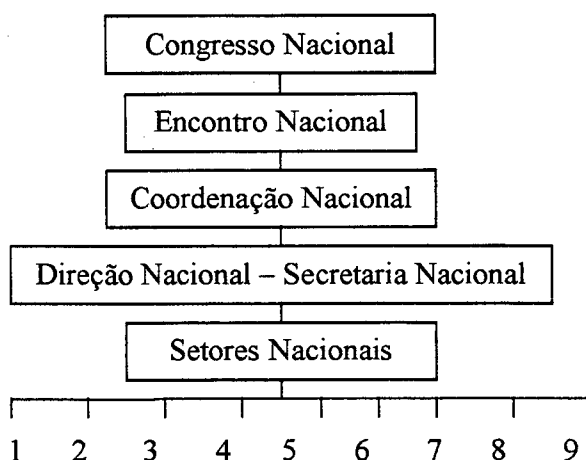 Congresso Nacional
Encontro Nacional
Coordenação Nacional
Direção Nacional – Secretaria Nacional
Setores Nacionais
1 2 3 4 5 6 7 8 9